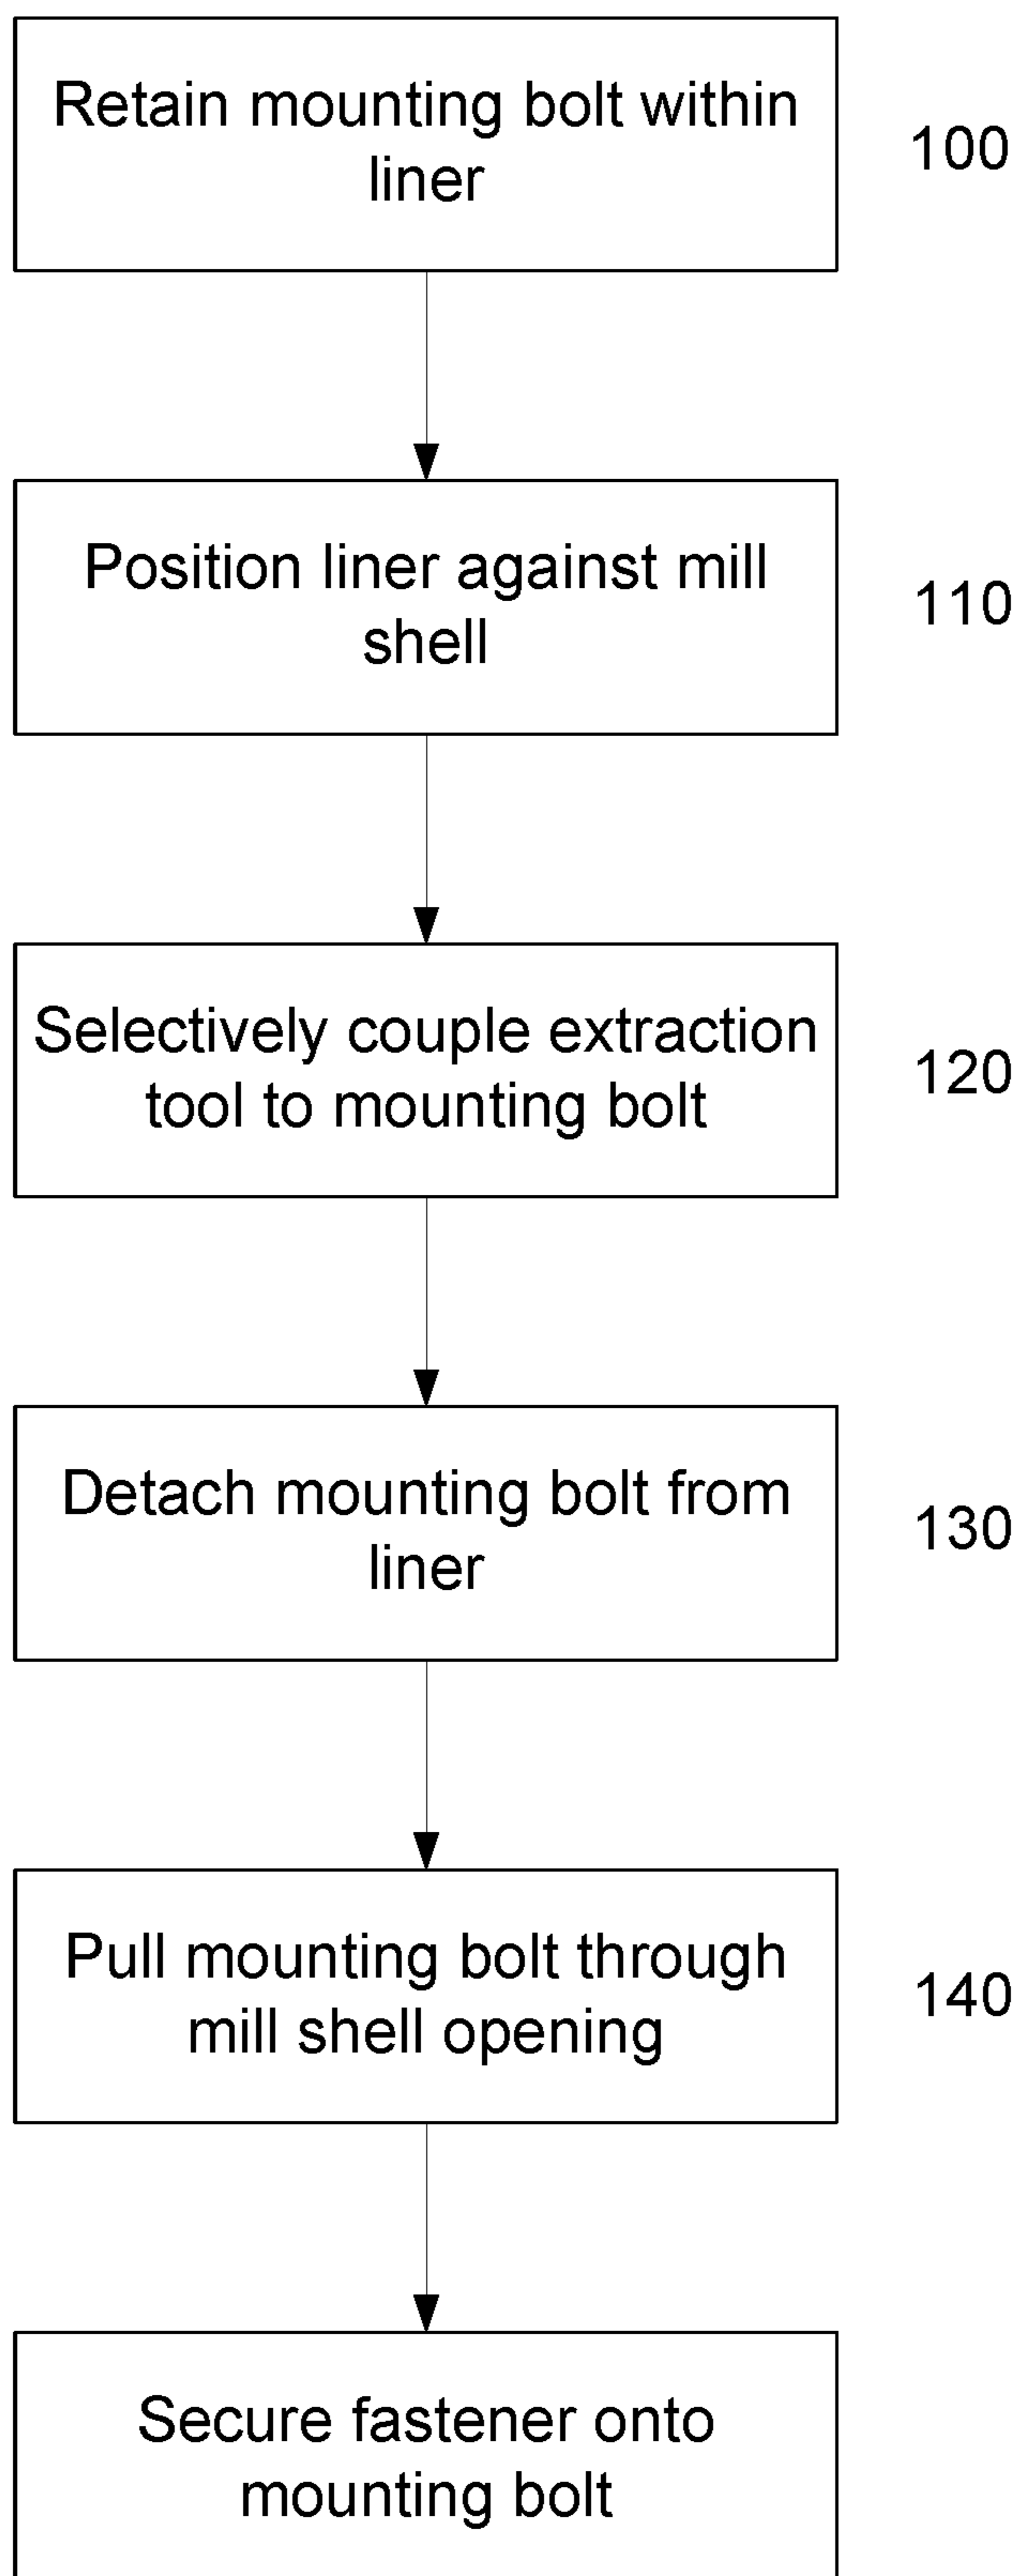 Retain mounting bolt within
liner
100
Position liner against mill
shell
110
Selectively couple extraction
tool to mounting bolt
120
Detach mounting bolt from
liner
130
Pull mounting bolt through
mill shell opening
140
Secure fastener onto
mounting bolt